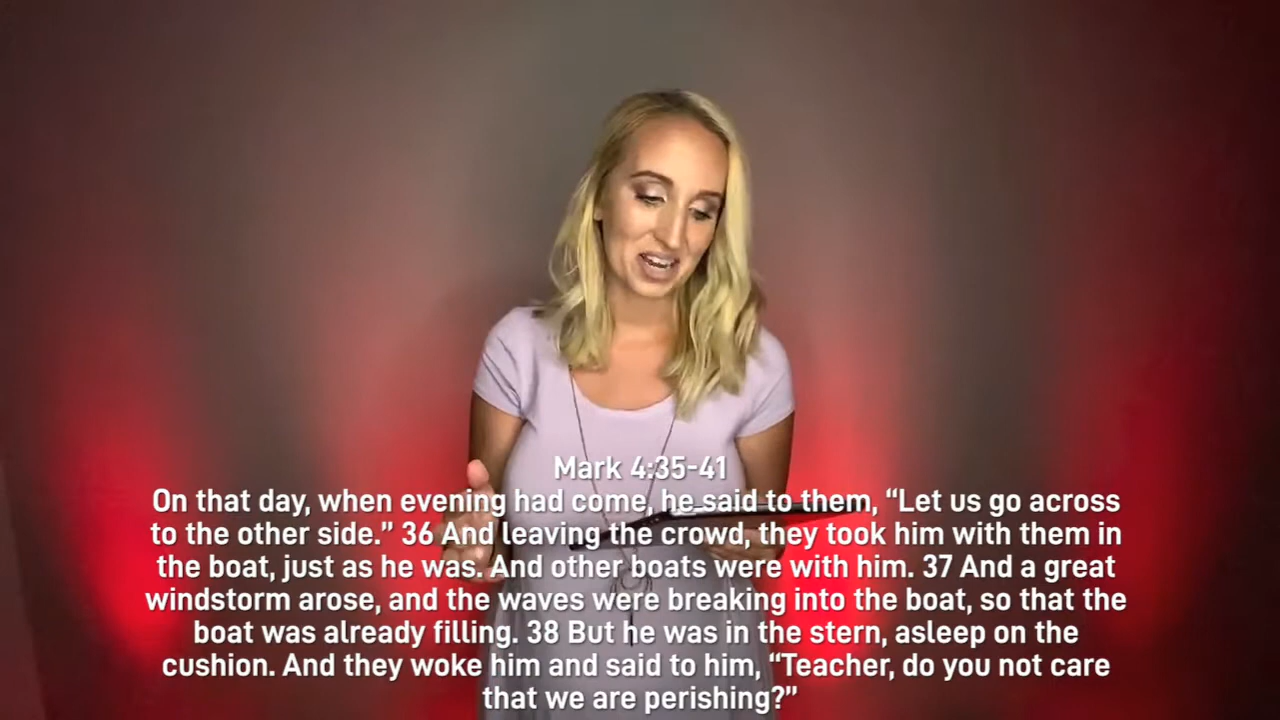 Mark 4:35-41
On that day, when evening had come, he said to them, “Let us go across
to the other side.” 36 And leaving the crowd, they took him with them in
the boat, just as he was. And other boats were with him. 37 And a great
windstorm arose, and the waves were breaking into the boat, so that the
boat was already filling. 38 But he was in the stern, asleep on the
cushion. And they woke him and said to him, “Teacher, do you not care
that we are perishing?”